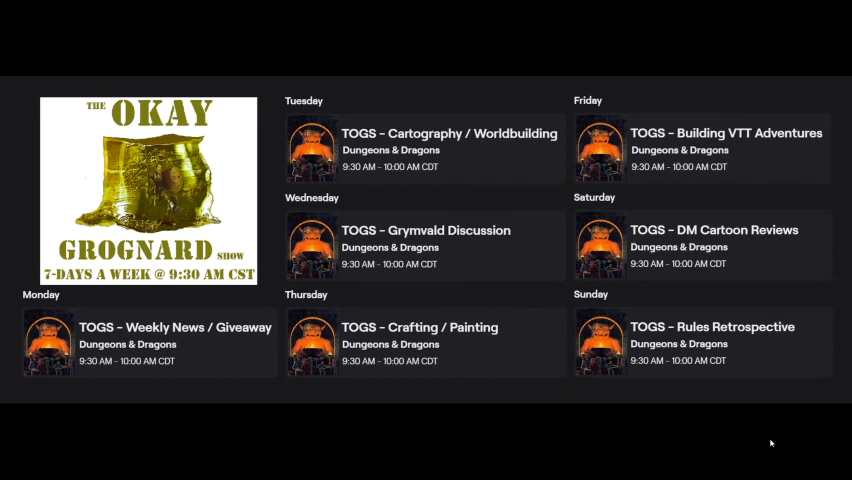 THE OKAY
GROGNARD SHOW
7-DAYS A WEEK @ 9:30 AM CST
Monday
TOGS - Weekly News / Giveaway
Dungeons & Dragons
9:30 AM - 10:00 AM CDT
Tuesday
TOGS - Cartography / Worldbuilding
Dungeons & Dragons
9:30 AM - 10:00 AM CDT
Wednesday
TOGS - Grymvald Discussion
Dungeons & Dragons
9:30 AM - 10:00 AM CDT
Thursday
TOGS - Crafting / Painting
Dungeons & Dragons
9:30 AM - 10:00 AM CDT
Friday
TOGS - Building VTT Adventures
Dungeons & Dragons
9:30 AM - 10:00 AM CDT
Saturday
TOGS - DM Cartoon Reviews
Dungeons & Dragons
9:30 AM - 10:00 AM CDT
Sunday
TOGS - Rules Retrospective
Dungeons & Dragons
9:30 AM - 10:00 AM CDT